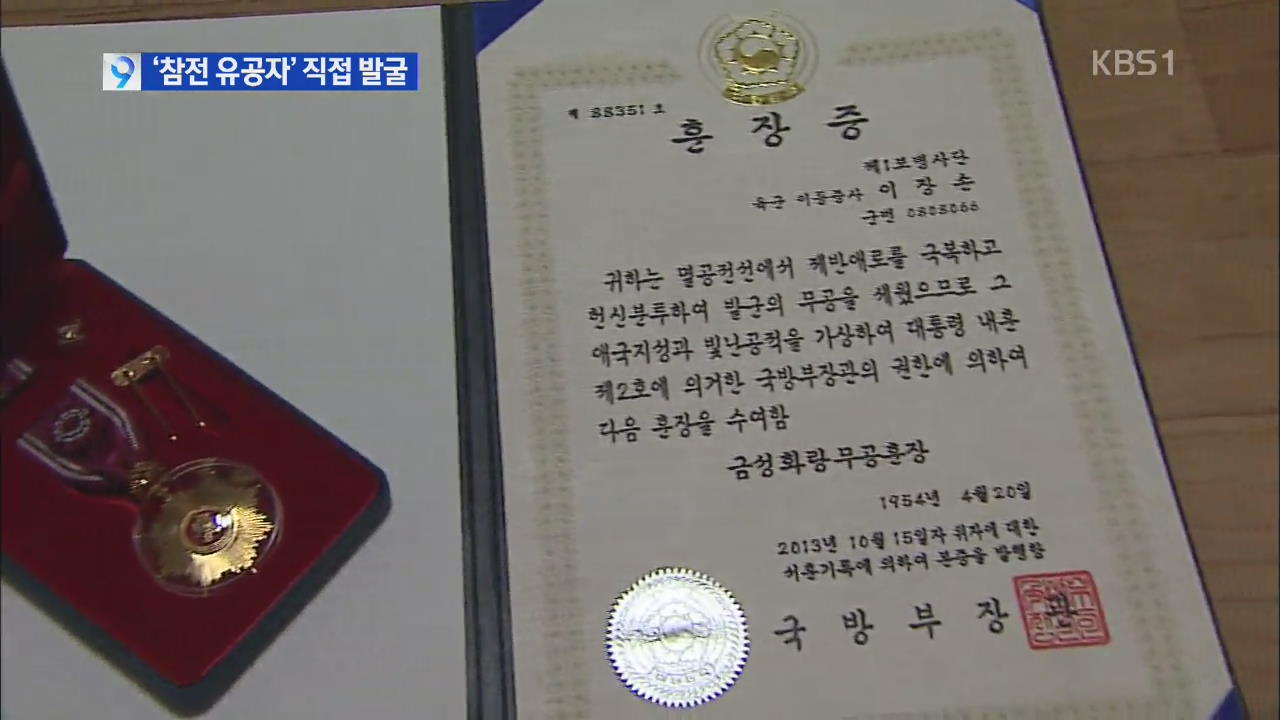 9 '참전 유공자' 직접 발굴
KBS1
제 88351 호
훈장증
제1보병사단
육군 이등중사 이장손
군번 0808066
귀하는 멸공전선에서 제반애로를 극복하고
헌신분투하여 발군의 무공을 세웠으므로 그
애국지성과 빛난공적을 가상하여 대통령 내훈
제2호에 의거한 국방부장관의 권한에 의하여
다음 훈장을 수여함
금성화랑무공훈장
1954년 4월20일
2013년 10월 15일자 위자에 대한
서훈기록에 의하여 본증을 발행함
국방부장관